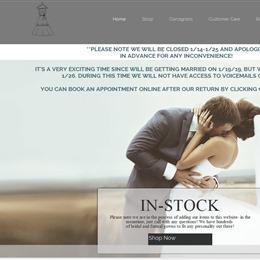 Home Shop Consignors Customer Care
**PLEASE NOTE WE WILL BE CLOSED 1/14-1/25 AND APOLOG
IN ADVANCE FOR ANY INCONVENIENCE!
IT'S A VERY EXCITING TIME SINCE WILL BE GETTING MARRIED ON 1/19/19, BUT W
1/26. DURING THIS TIME WE WILL NOT HAVE ACCESS TO VOICEMAILS O
YOU CAN BOOK AN APPOINTMENT ONLINE AFTER OUR RETURN BY CLICKING
IN-STOCK
Please note we are in the process of adding our items to this website- in the
meantime, just call with any questions! We have hundreds
of bridal and formal gowns to fit any personality out there!
Shop Now